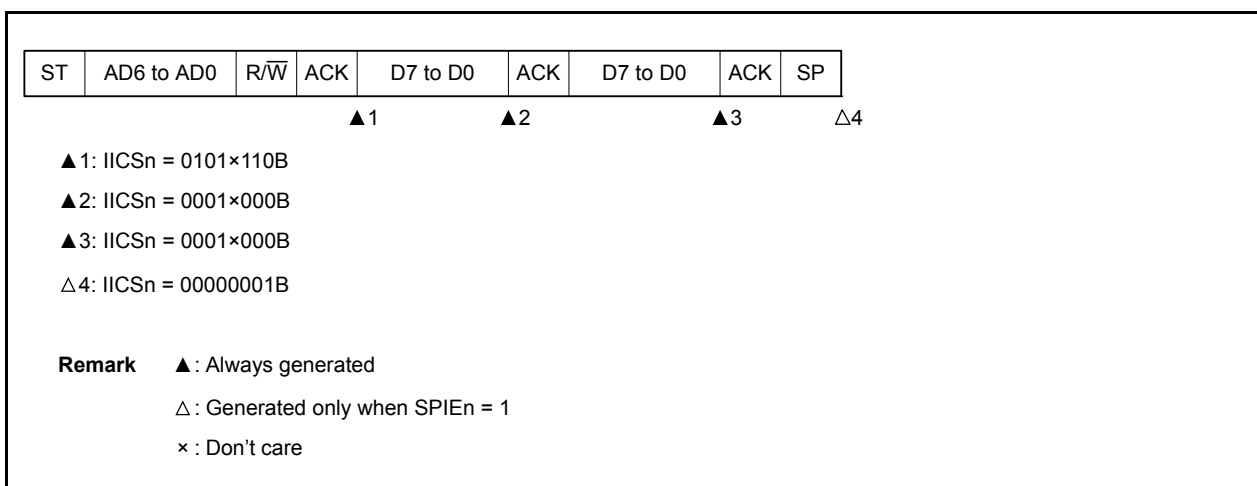 ST AD6 to AD0 R/W̅ ACK D7 to D0 ACK D7 to D0 ACK SP
▲1 ▲2 ▲3 △4
▲1: IICSn = 0101×110B
▲2: IICSn = 0001×000B
▲3: IICSn = 0001×000B
△4: IICSn = 00000001B
Remark ▲: Always generated
△: Generated only when SPIEn = 1
×: Don't care